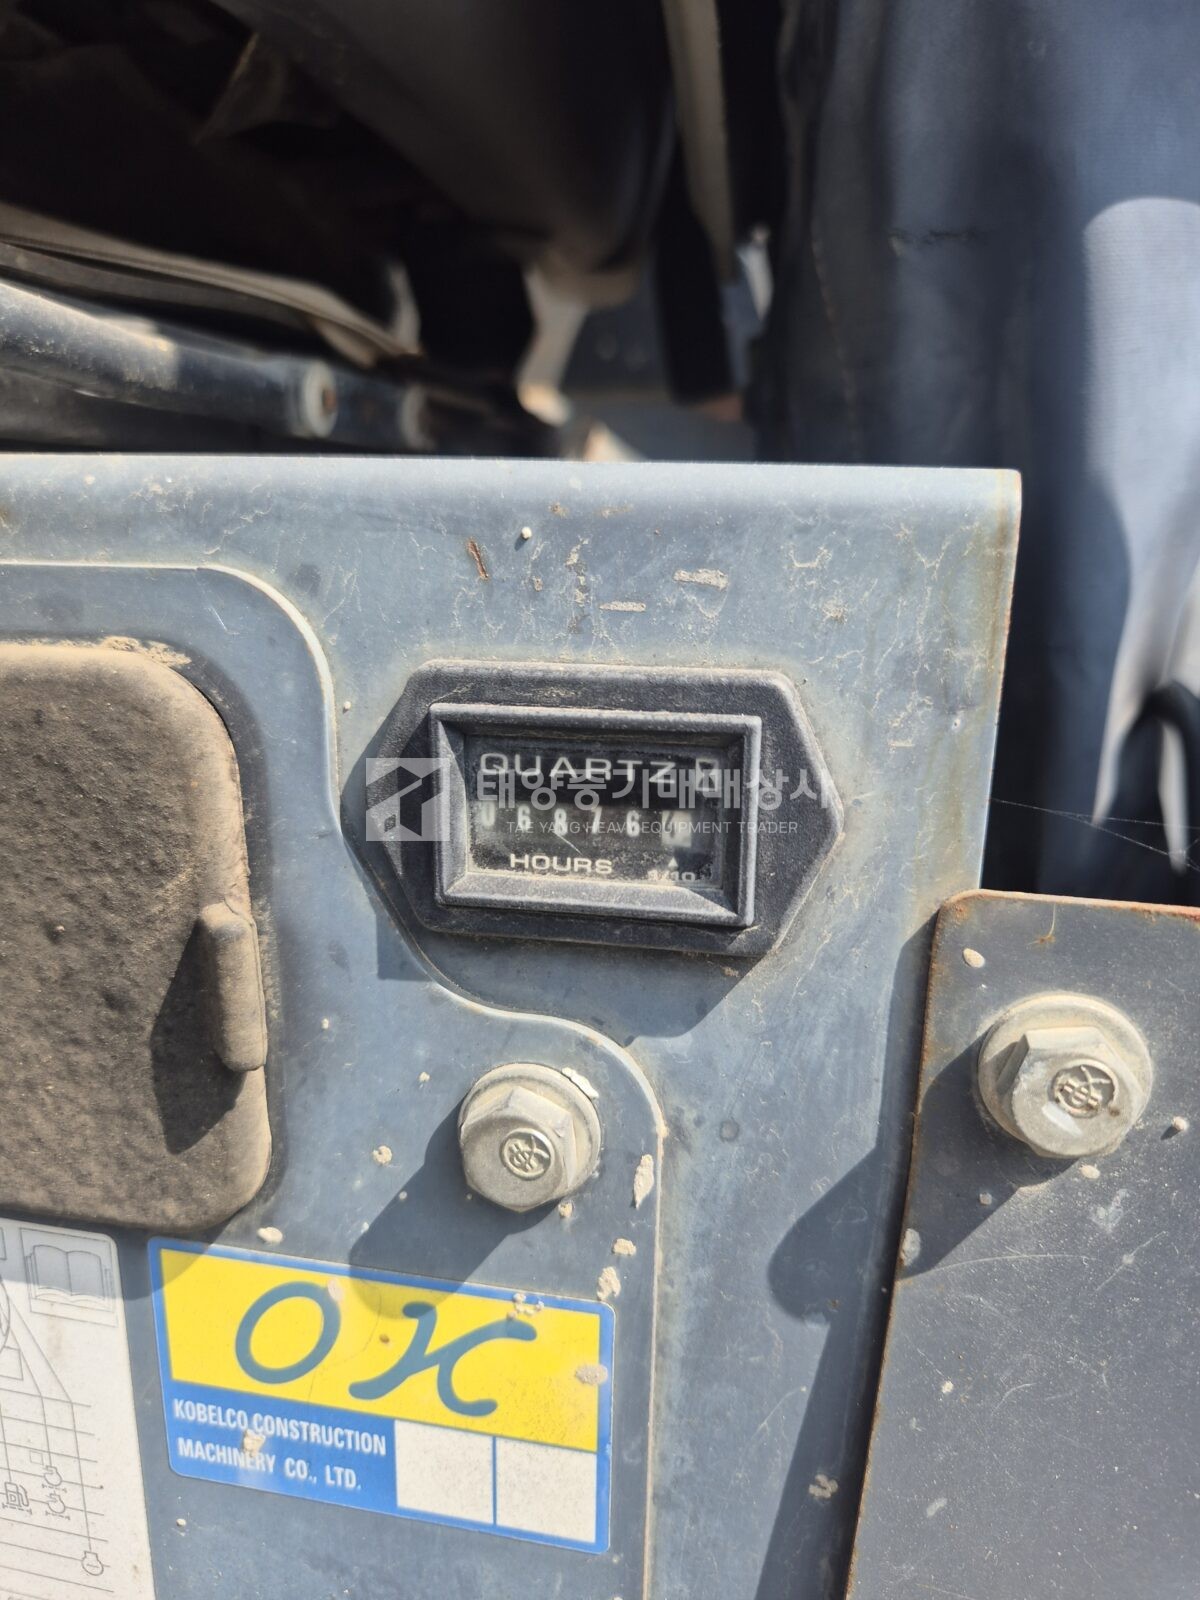 QUARTZ
태양중기매매상사
06876
TAE YANG HEAVY EQUIPMENT TRADER
HOURS
1/10
OK
KOBELCO CONSTRUCTION
MACHINERY CO., LTD.